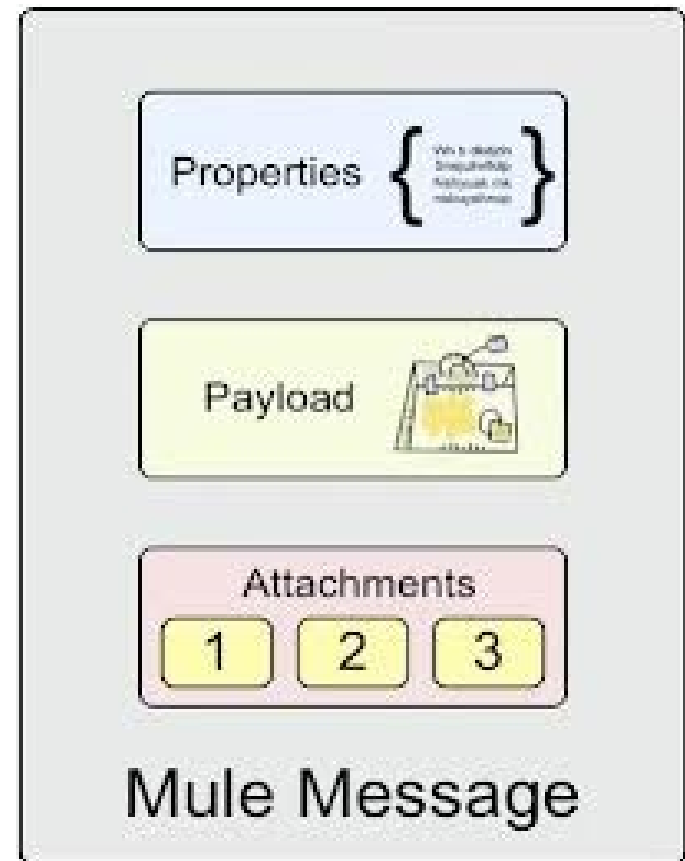 Properties { }
Payload
Attachments
1 2 3
Mule Message